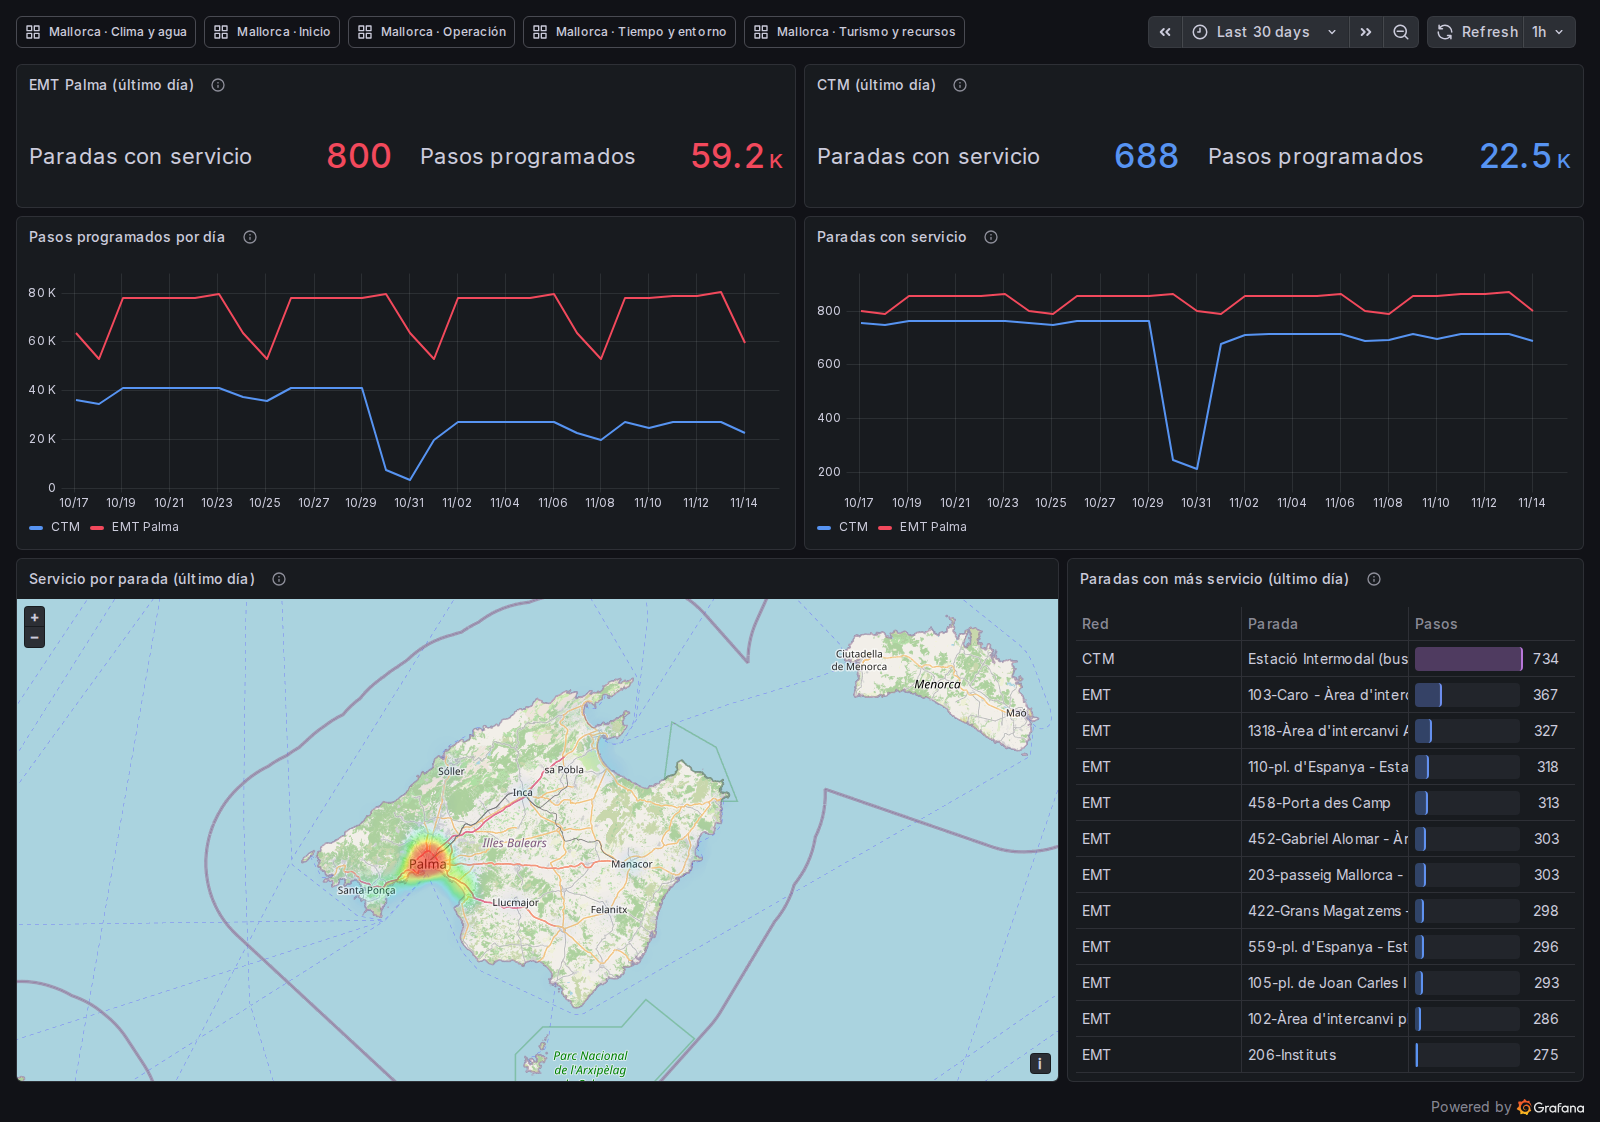 Mallorca · Clima y agua
Mallorca · Inicio
Mallorca · Operación
Mallorca · Tiempo y entorno
Mallorca · Turismo y recursos
Last 30 days
Refresh
1h
EMT Palma (último día)
Paradas con servicio 800
Pasos programados 59.2 K
CTM (último día)
Paradas con servicio 688
Pasos programados 22.5 K
Pasos programados por día
80 K
60 K
40 K
20 K
0
10/17 10/19 10/21 10/23 10/25 10/27 10/29 10/31 11/02 11/04 11/06 11/08 11/10 11/12 11/14
CTM EMT Palma
Paradas con servicio
800
600
400
200
10/17 10/19 10/21 10/23 10/25 10/27 10/29 10/31 11/02 11/04 11/06 11/08 11/10 11/12 11/14
CTM EMT Palma
Servicio por parada (último día)
+
−
Ciutadella
de Menorca
Menorca
Maó
Sóller
sa Pobla
Inca
Illes Balears
Palma
Manacor
Santa Ponça
Llucmajor
Felanitx
Parc Nacional
de l'Arxipèlag
i
Paradas con más servicio (último día)
Red Parada Pasos
CTM Estació Intermodal (bus 734
EMT 103-Caro - Àrea d'interc 367
EMT 1318-Àrea d'intercanvi A 327
EMT 110-pl. d'Espanya - Esta 318
EMT 458-Porta des Camp 313
EMT 452-Gabriel Alomar - Àr 303
EMT 203-passeig Mallorca - 303
EMT 422-Grans Magatzems - 298
EMT 559-pl. d'Espanya - Est 296
EMT 105-pl. de Joan Carles I 293
EMT 102-Àrea d'intercanvi p 286
EMT 206-Instituts 275
Powered by Grafana